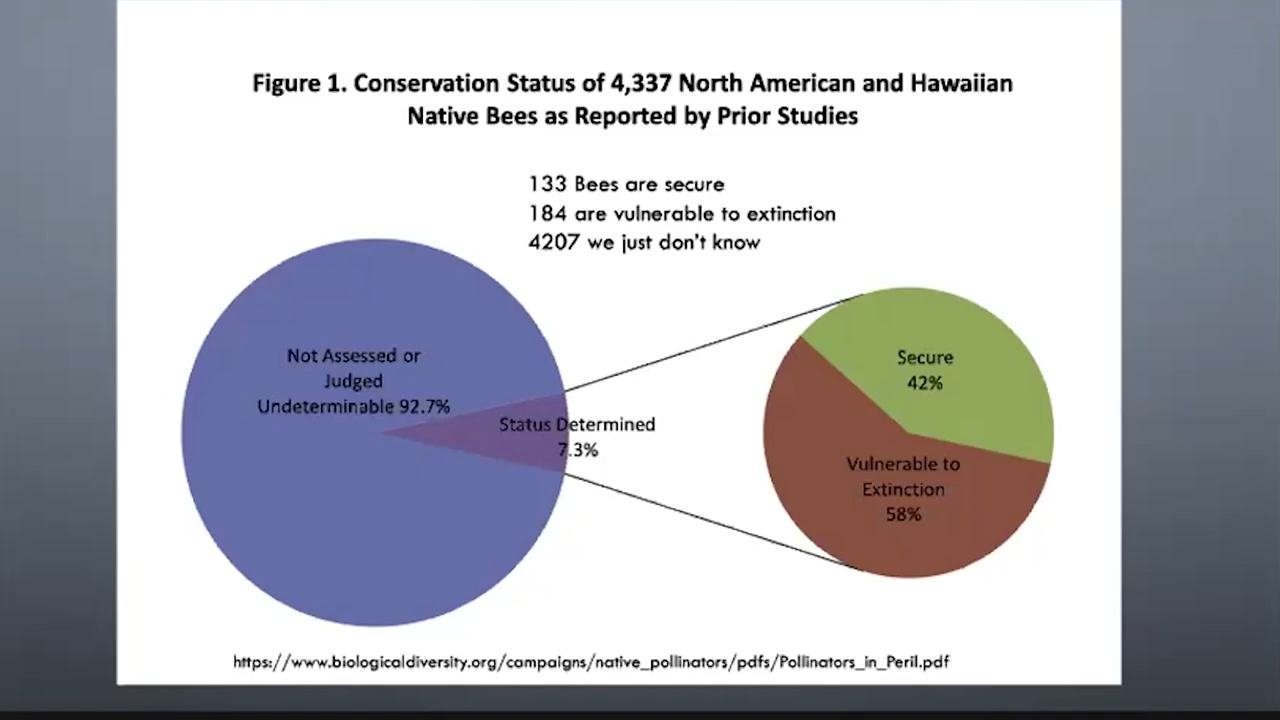 Figure 1. Conservation Status of 4,337 North American and Hawaiian
Native Bees as Reported by Prior Studies
133 Bees are secure
184 are vulnerable to extinction
4207 we just don't know
Not Assessed or
Judged
Undeterminable 92.7%
Status Determined
7.3%
Secure
42%
Vulnerable to
Extinction
58%
https://www.biologicaldiversity.org/campaigns/native_pollinators/pdfs/Pollinators_in_Peril.pdf